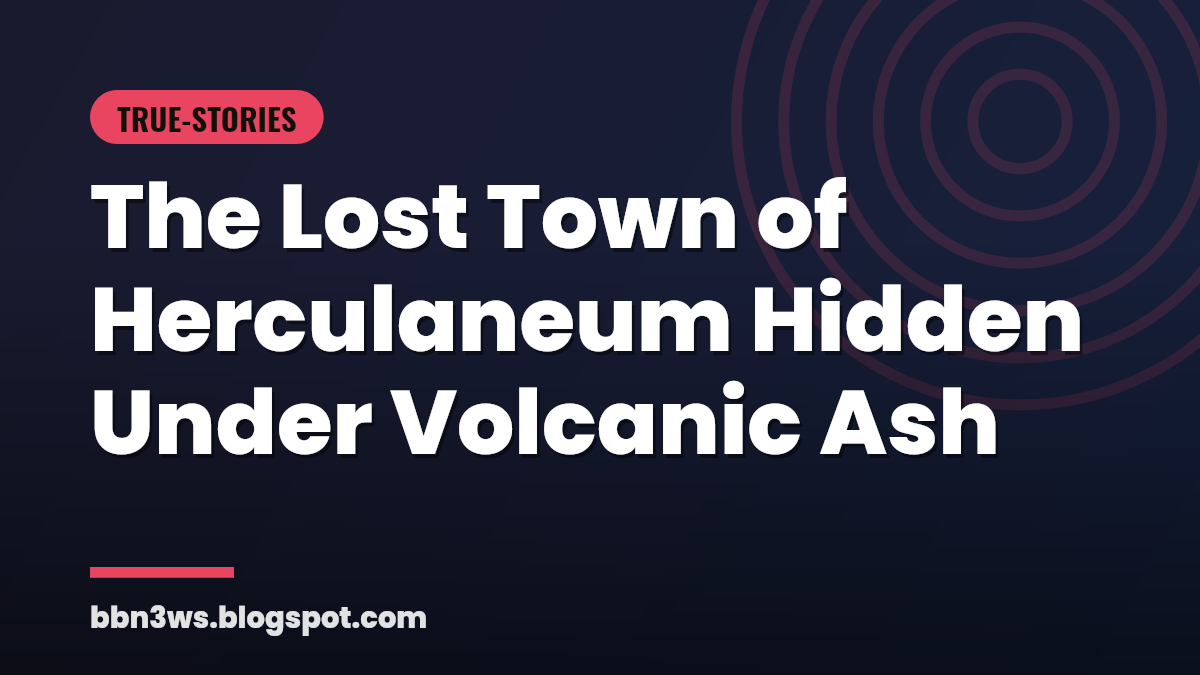 TRUE-STORIES
The Lost Town of
Herculaneum Hidden
Under Volcanic Ash
bbn3ws.blogspot.com